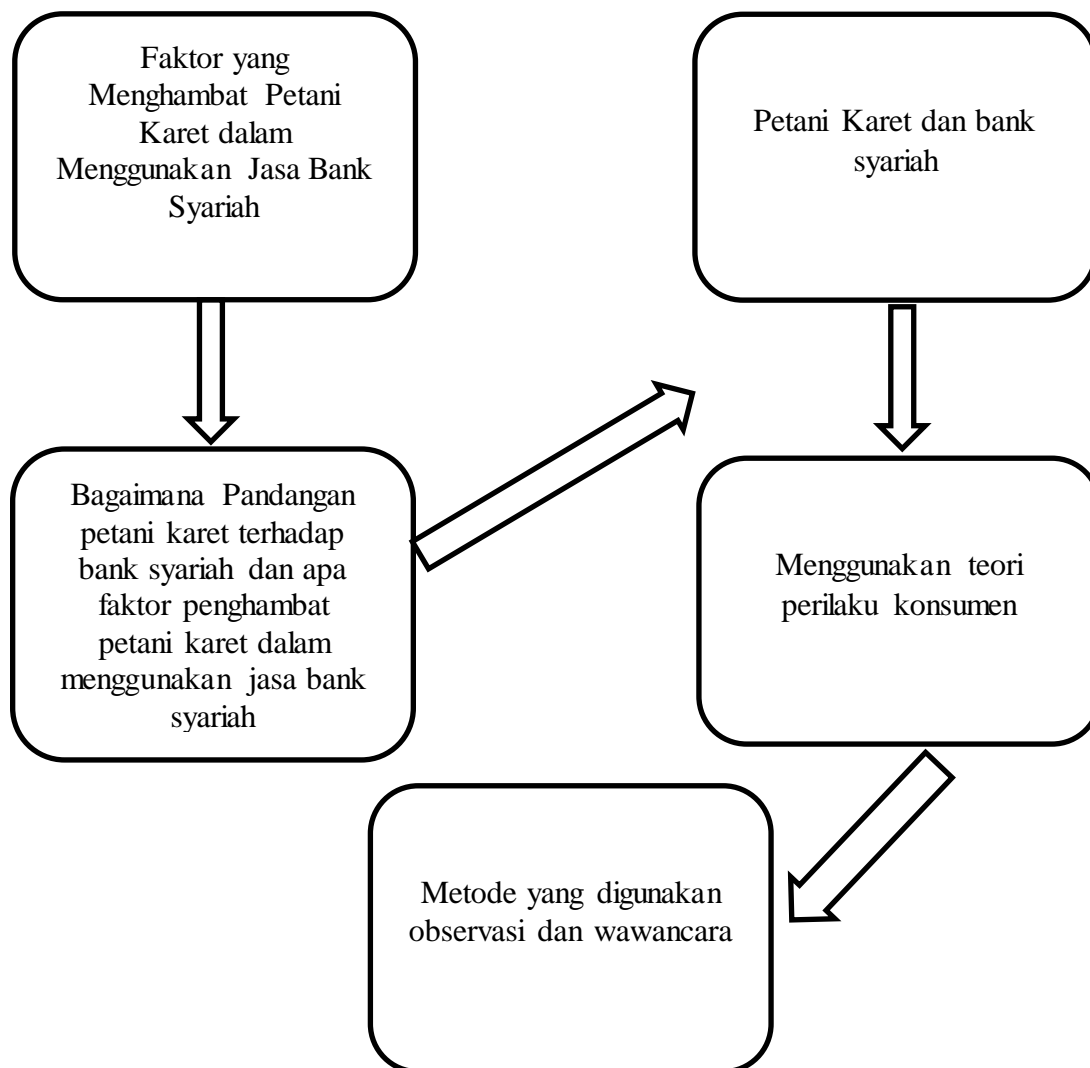 Faktor yang
Menghambat Petani
Karet dalam
Menggunakan Jasa Bank
Syariah
Bagaimana Pandangan
petani karet terhadap
bank syariah dan apa
faktor penghambat
petani karet dalam
menggunakan jasa bank
syariah
Petani Karet dan bank
syariah
Menggunakan teori
perilaku konsumen
Metode yang digunakan
observasi dan wawancara